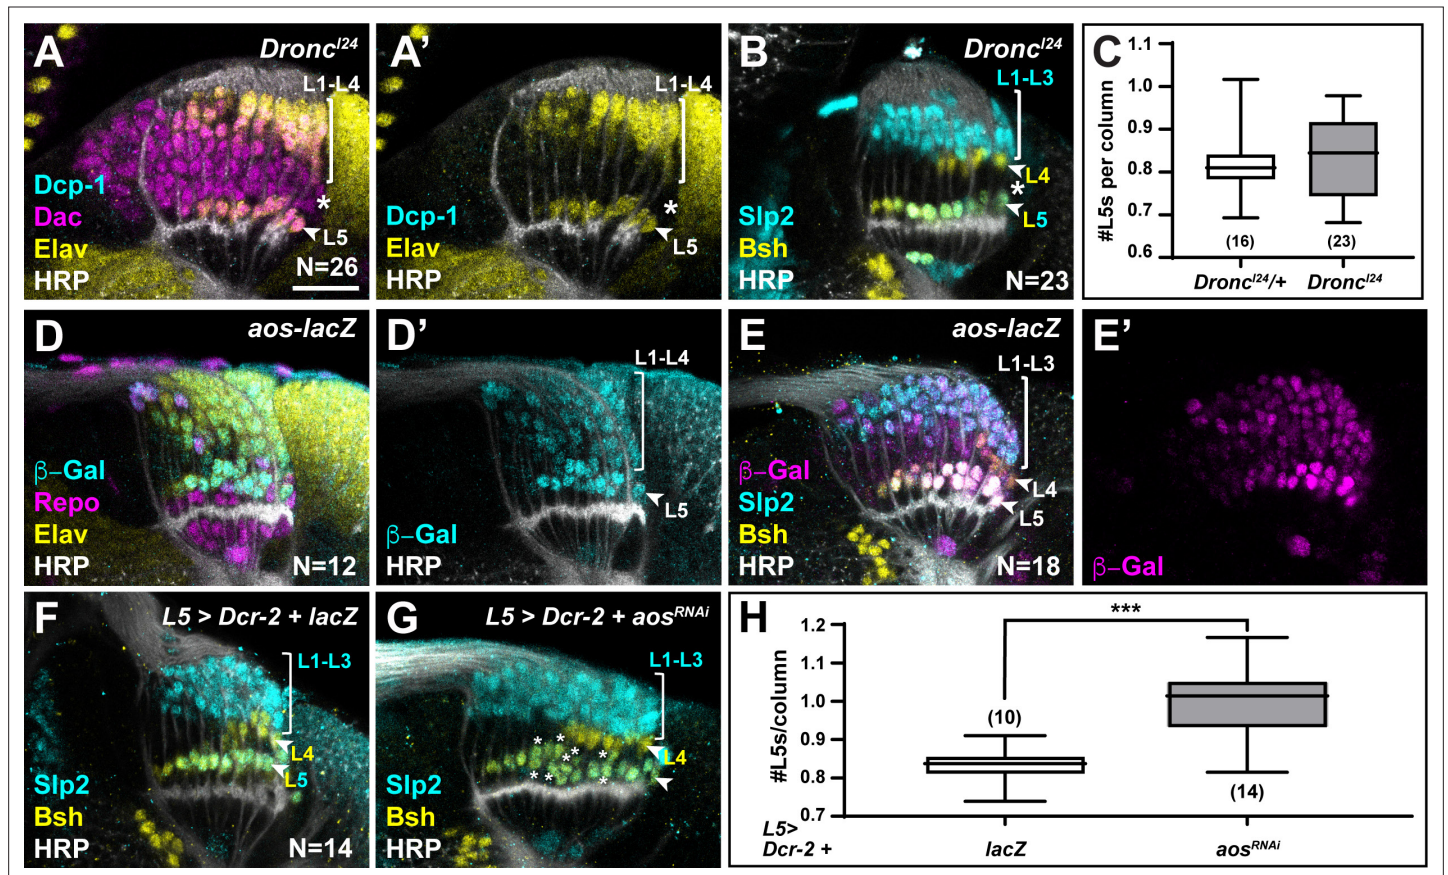 A
Dronc^I24
L1-L4
Dcp-1
Dac
Elav
HRP
*
L5
N=26
A’
L1-L4
Dcp-1
Elav
HRP
*
L5
B
Dronc^I24
L1-L3
L4
*
L5
Slp2
Bsh
HRP
N=23
C
#L5s per column
1.1
1.0
0.9
0.8
0.7
0.6
(16)
(23)
Dronc^I24/+
Dronc^I24
D
aos-lacZ
β–Gal
Repo
Elav
HRP
N=12
D’
L1-L4
L5
β–Gal
HRP
E
aos-lacZ
L1-L3
β–Gal
Slp2
Bsh
HRP
L4
L5
N=18
E’
β–Gal
F
L5 > Dcr-2 + lacZ
L1-L3
L4
L5
Slp2
Bsh
HRP
N=14
G
L5 > Dcr-2 + aos^RNAi
L1-L3
* * * * * * * * *
L4
Slp2
Bsh
HRP
H
***
#L5s/column
1.2
1.1
1.0
0.9
0.8
0.7
(10)
(14)
L5>
Dcr-2 +
lacZ
aos^RNAi